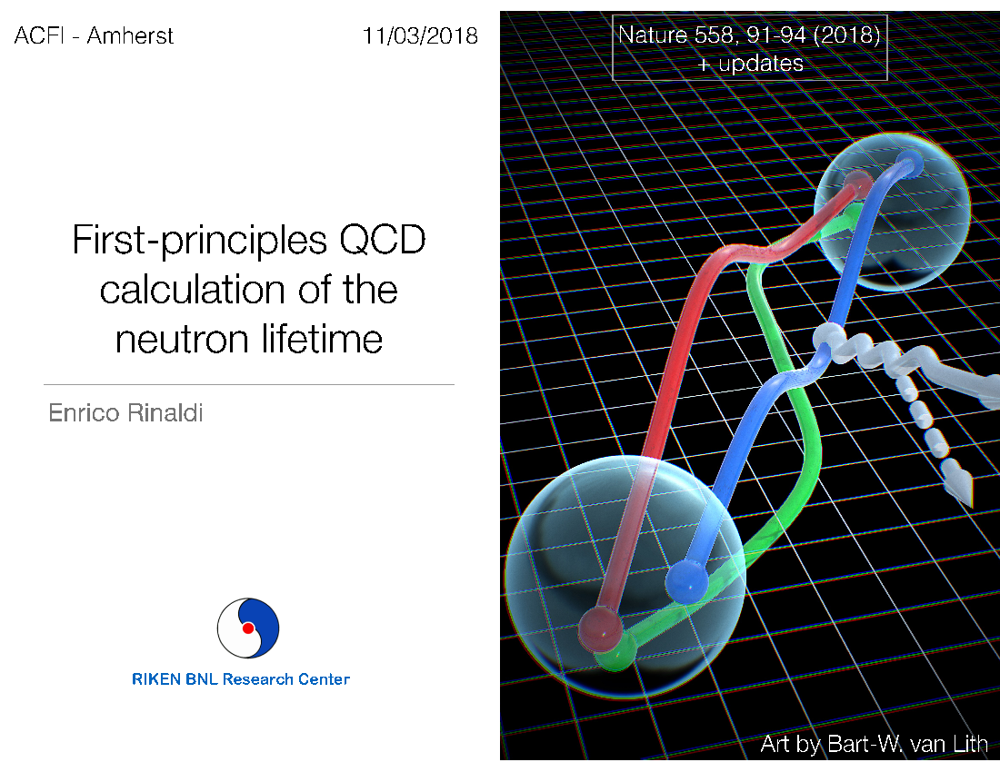 ACFI - Amherst
11/03/2018
First-principles QCD
calculation of the
neutron lifetime
Enrico Rinaldi
RIKEN BNL Research Center
Nature 558, 91-94 (2018)
+ updates
Art by Bart-W. van Lith